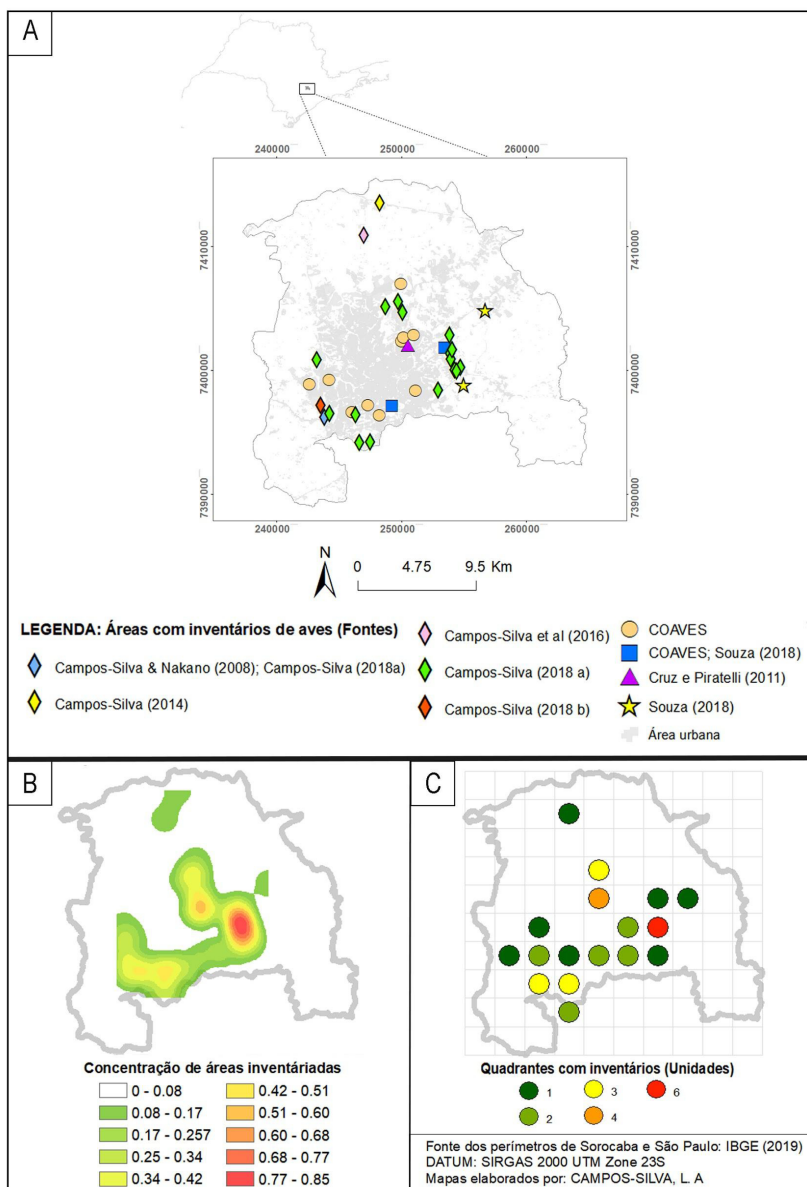 A
240000 250000 260000
7410000 7410000
7400000 7400000
7390000 7390000
240000 250000 260000
N
0 4.75 9.5 Km
LEGENDA: Áreas com inventários de aves (Fontes)
Campos-Silva & Nakano (2008); Campos-Silva (2018a)
Campos-Silva (2014)
Campos-Silva et al (2016)
Campos-Silva (2018 a)
Campos-Silva (2018 b)
COAVES
COAVES; Souza (2018)
Cruz e Piratelli (2011)
Souza (2018)
Área urbana
B
Concentração de áreas inventáriadas
0 - 0.08
0.08 - 0.17
0.17 - 0.257
0.25 - 0.34
0.34 - 0.42
0.42 - 0.51
0.51 - 0.60
0.60 - 0.68
0.68 - 0.77
0.77 - 0.85
C
Quadrantes com inventários (Unidades)
1 3 6
2 4
Fonte dos perímetros de Sorocaba e São Paulo: IBGE (2019)
DATUM: SIRGAS 2000 UTM Zone 23S
Mapas elaborados por: CAMPOS-SILVA, L. A